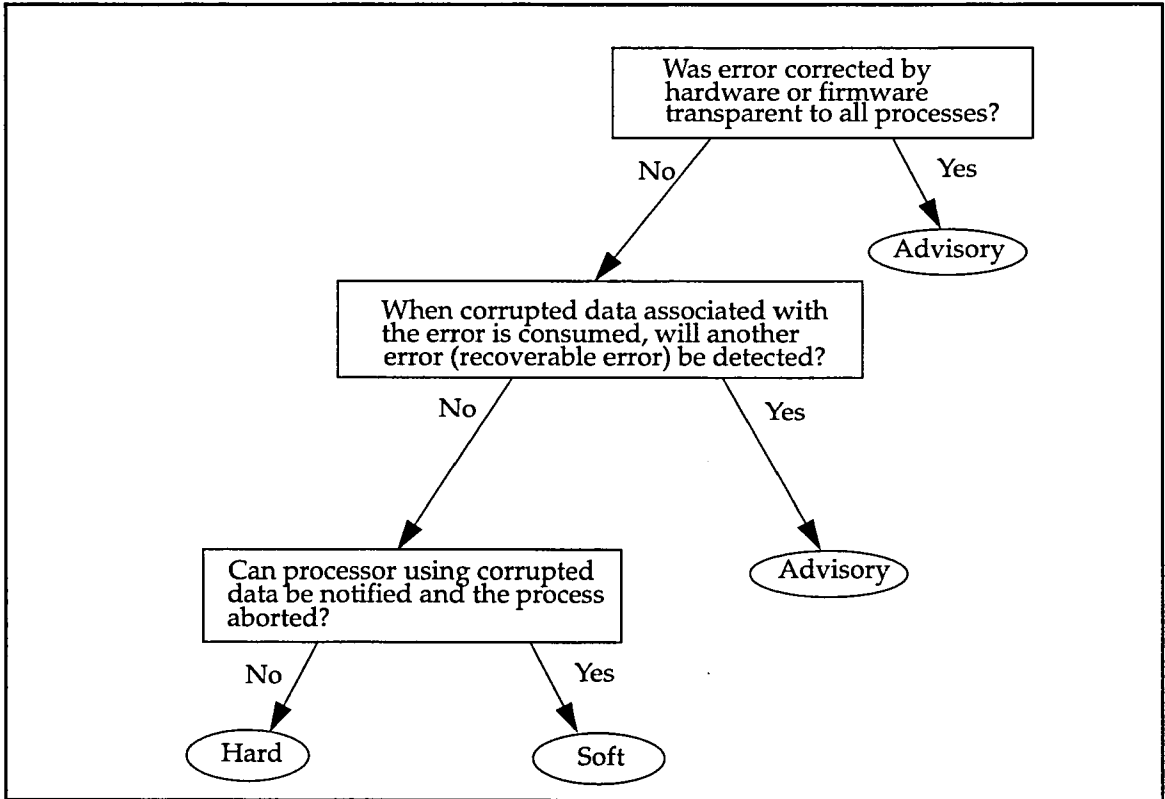 Was error corrected by
hardware or firmware
transparent to all processes?
No
Yes
Advisory
When corrupted data associated with
the error is consumed, will another
error (recoverable error) be detected?
No
Yes
Advisory
Can processor using corrupted
data be notified and the process
aborted?
No
Yes
Hard
Soft